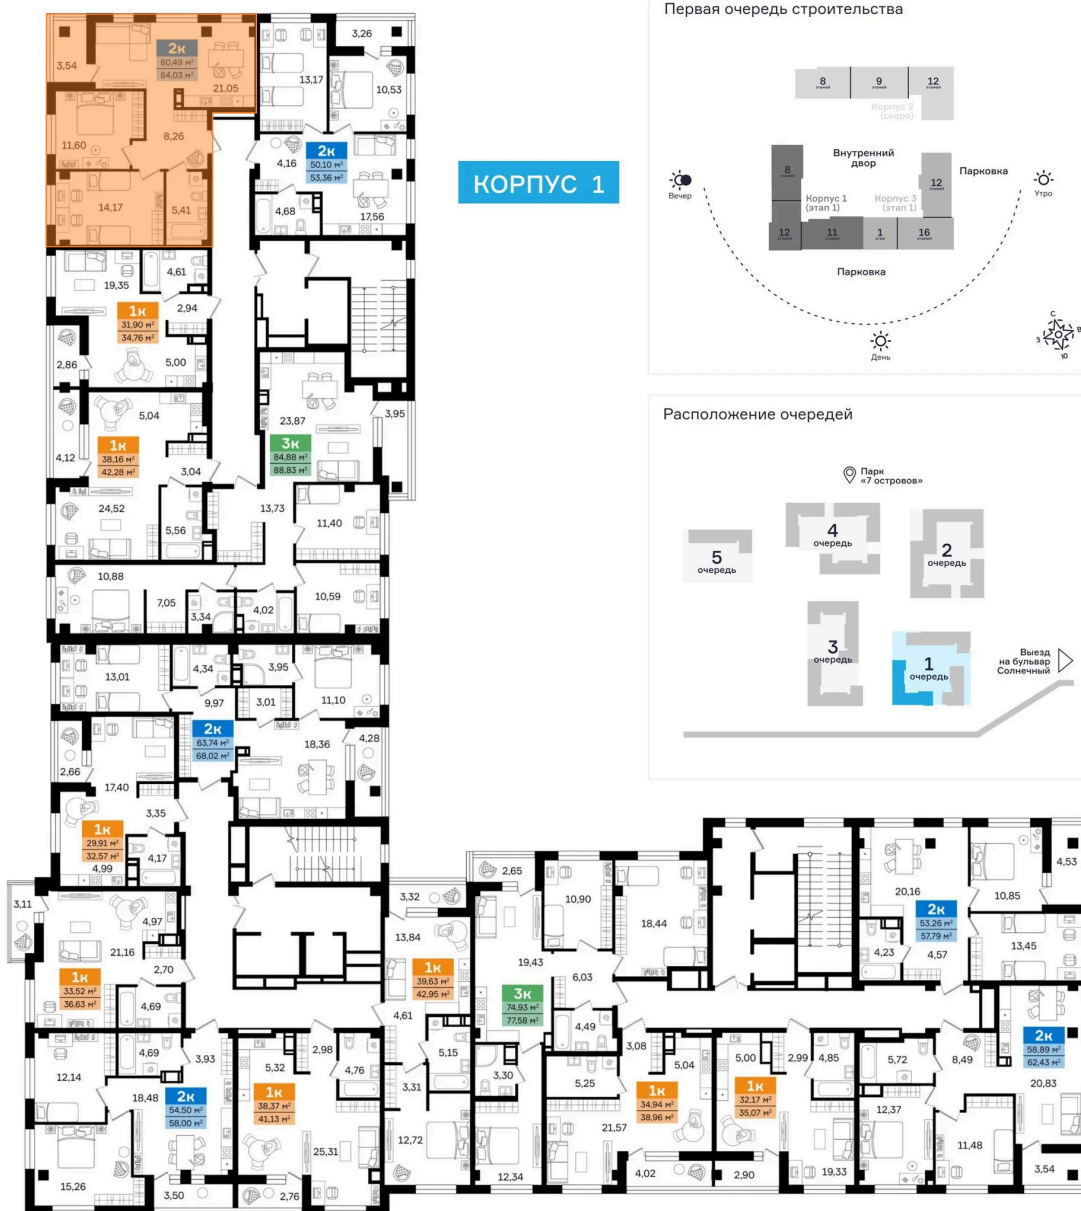 Первая очередь строительства
8
этажей
9
этажей
12
этажей
Корпус 2
(скоро)
Внутренний
двор
8
этажей
12
этажей
Парковка
Вечер
Утро
Корпус 1
(этап 1)
Корпус 3
(этап 1)
12
этажей
11
этажей
1
этаж
16
этажей
Парковка
День
С
В
З
Ю
Расположение очередей
Парк
«7 островов»
4
очередь
2
очередь
5
очередь
3
очередь
1
очередь
Выезд
на бульвар
Солнечный
КОРПУС 1
3,54
2к
60,49 м²
64,03 м²
21,05
11,60
8,26
14,17
5,41
13,17
3,26
10,53
4,16
2к
50,10 м²
53,36 м²
4,68
17,56
19,35
4,61
2,94
1к
31,90 м²
34,76 м²
2,86
5,00
5,04
4,12
1к
38,16 м²
42,28 м²
3,04
24,52
5,56
23,87
3,95
3к
84,88 м²
88,83 м²
13,73
11,40
10,88
7,05
3,34
4,02
10,59
13,01
4,34
3,95
9,97
3,01
11,10
2к
63,74 м²
68,02 м²
18,36
4,28
2,66
17,40
3,35
1к
29,91 м²
32,57 м²
4,17
4,99
3,11
4,97
21,16
2,70
1к
33,52 м²
36,63 м²
4,69
12,14
4,69
3,93
18,48
2к
54,50 м²
58,00 м²
15,26
3,50
5,32
2,98
4,76
1к
38,37 м²
41,13 м²
25,31
2,76
3,32
13,84
1к
39,63 м²
42,95 м²
4,61
5,15
3,31
12,72
2,65
10,90
18,44
19,43
6,03
3к
74,93 м²
77,58 м²
4,49
3,30
12,34
3,08
5,04
5,25
1к
34,94 м²
38,96 м²
21,57
4,02
5,00
2,99
4,85
1к
32,17 м²
35,07 м²
19,33
2,90
20,16
10,85
4,53
2к
53,26 м²
57,79 м²
4,23
4,57
13,45
5,72
8,49
2к
58,89 м²
62,43 м²
20,83
12,37
11,48
3,54